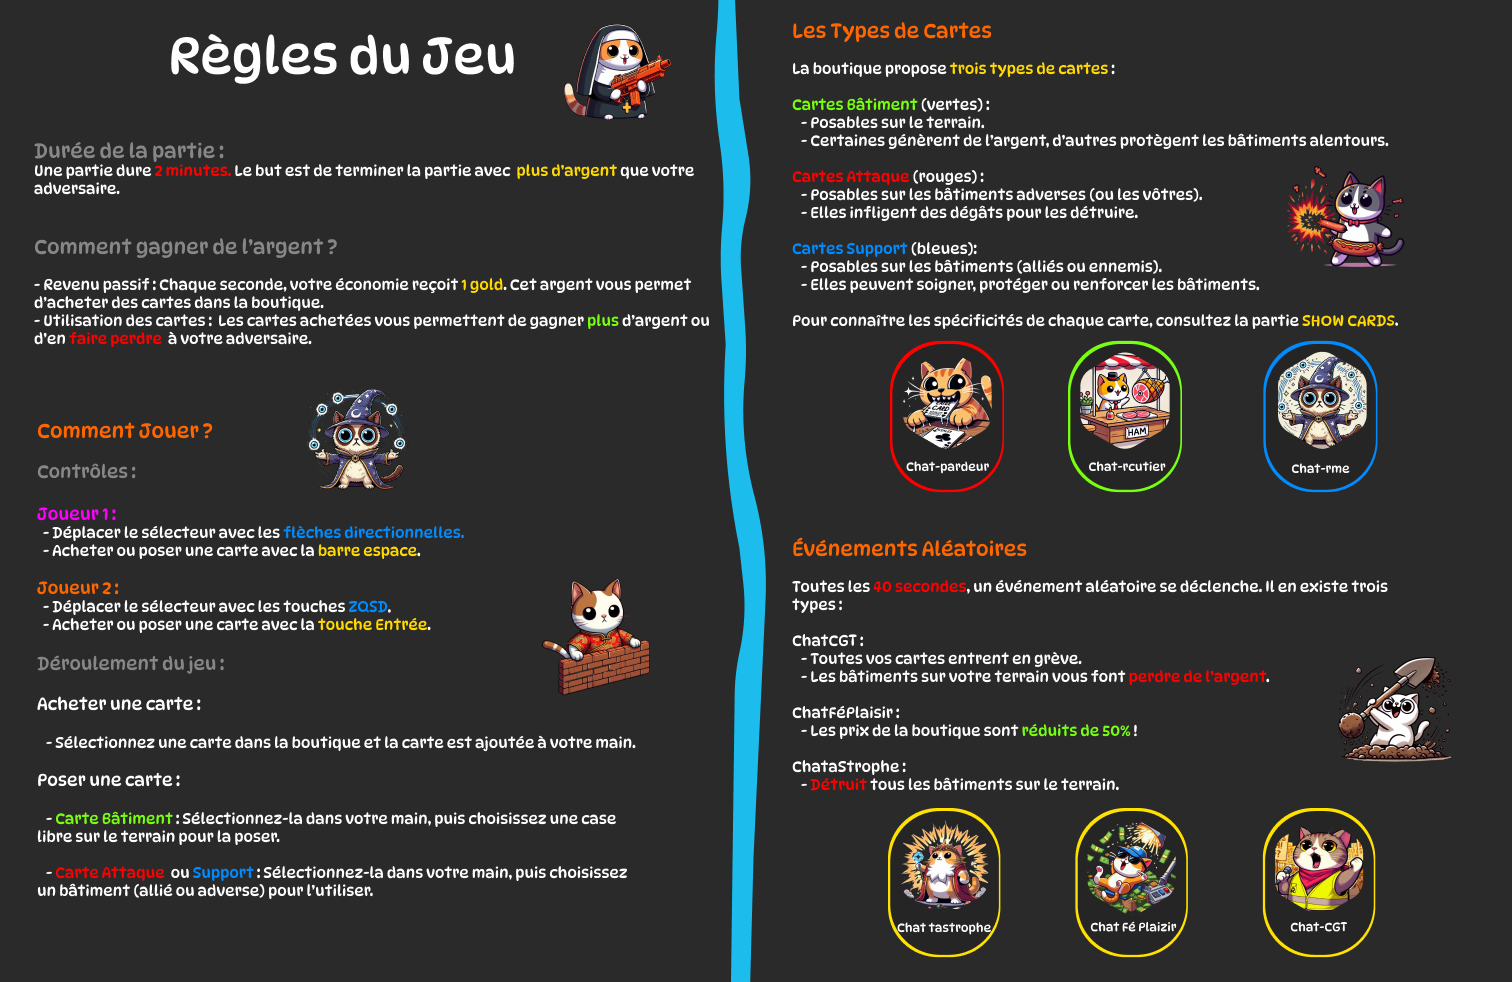 Règles du Jeu
Durée de la partie :
Une partie dure 2 minutes. Le but est de terminer la partie avec plus d'argent que votre
adversaire.
Comment gagner de l'argent ?
- Revenu passif : Chaque seconde, votre économie reçoit 1 gold. Cet argent vous permet
d'acheter des cartes dans la boutique.
- Utilisation des cartes : Les cartes achetées vous permettent de gagner plus d'argent ou
d'en faire perdre à votre adversaire.
Comment Jouer ?
Contrôles :
Joueur 1 :
- Déplacer le sélecteur avec les flèches directionnelles.
- Acheter ou poser une carte avec la barre espace.
Joueur 2 :
- Déplacer le sélecteur avec les touches ZQSD.
- Acheter ou poser une carte avec la touche Entrée.
Déroulement du jeu :
Acheter une carte :
- Sélectionnez une carte dans la boutique et la carte est ajoutée à votre main.
Poser une carte :
- Carte Bâtiment : Sélectionnez-la dans votre main, puis choisissez une case
libre sur le terrain pour la poser.
- Carte Attaque ou Support : Sélectionnez-la dans votre main, puis choisissez
un bâtiment (allié ou adverse) pour l'utiliser.
Les Types de Cartes
La boutique propose trois types de cartes :
Cartes Bâtiment (vertes) :
- Posables sur le terrain.
- Certaines génèrent de l'argent, d'autres protègent les bâtiments alentours.
Cartes Attaque (rouges) :
- Posables sur les bâtiments adverses (ou les vôtres).
- Elles infligent des dégâts pour les détruire.
Cartes Support (bleues):
- Posables sur les bâtiments (alliés ou ennemis).
- Elles peuvent soigner, protéger ou renforcer les bâtiments.
Pour connaître les spécificités de chaque carte, consultez la partie SHOW CARDS.
CARD
HAM
Chat-pardeur
Chat-rcutier
Chat-rme
Événements Aléatoires
Toutes les 40 secondes, un événement aléatoire se déclenche. Il en existe trois
types :
ChatCGT :
- Toutes vos cartes entrent en grève.
- Les bâtiments sur votre terrain vous font perdre de l'argent.
ChatFéPlaisir :
- Les prix de la boutique sont réduits de 50% !
ChataStrophe :
- Détruit tous les bâtiments sur le terrain.
Chat tastrophe
Chat Fé Plaizir
Chat-CGT